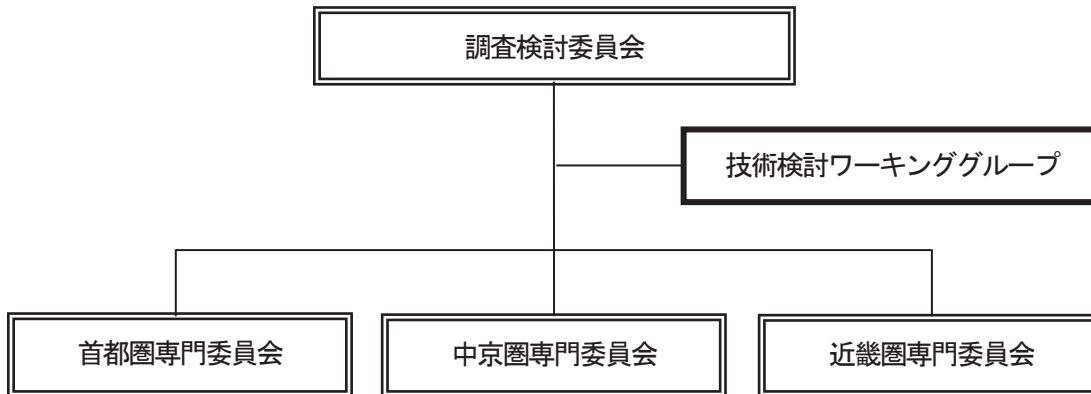 調査検討委員会
技術検討ワーキンググループ
首都圏専門委員会
中京圏専門委員会
近畿圏専門委員会